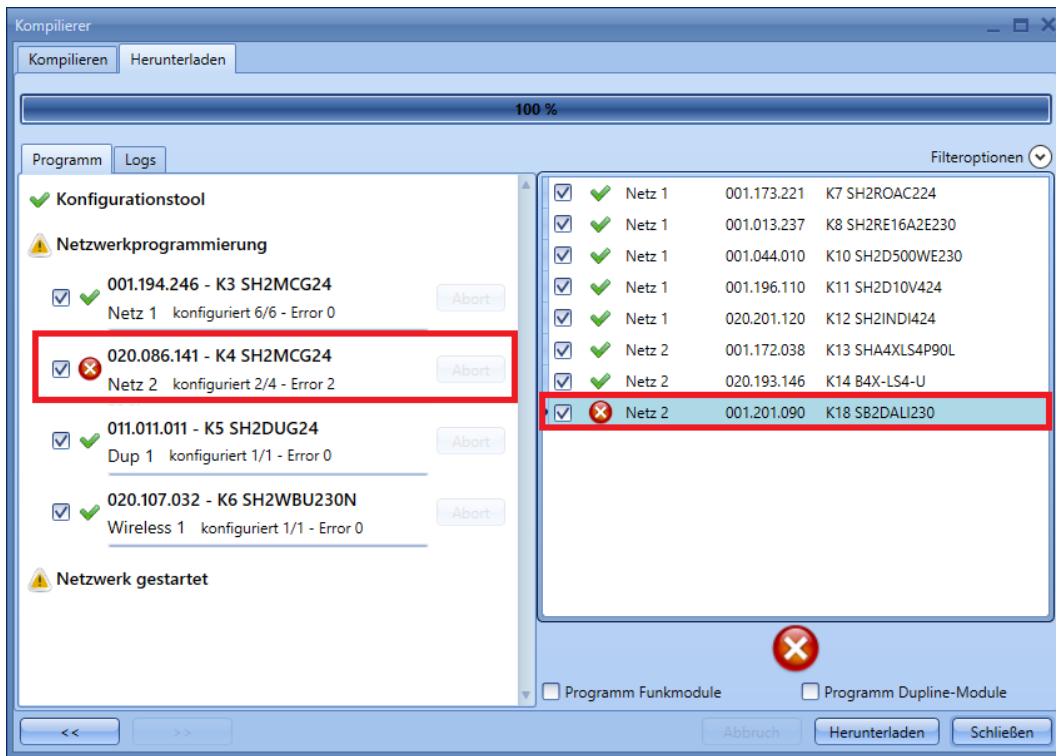 Kompilierer
Kompilieren Herunterladen
100 %
Programm Logs
Filteroptionen
Konfigurationstool
Netzwerkprogrammierung
001.194.246 - K3 SH2MCG24
Netz 1 konfiguriert 6/6 - Error 0
Abort
020.086.141 - K4 SH2MCG24
Netz 2 konfiguriert 2/4 - Error 2
Abort
011.011.011 - K5 SH2DUG24
Dup 1 konfiguriert 1/1 - Error 0
Abort
020.107.032 - K6 SH2WBU230N
Wireless 1 konfiguriert 1/1 - Error 0
Abort
Netzwerk gestartet
Netz 1 001.173.221 K7 SH2ROAC224
Netz 1 001.013.237 K8 SH2RE16A2E230
Netz 1 001.044.010 K10 SH2D500WE230
Netz 1 001.196.110 K11 SH2D10V424
Netz 1 020.201.120 K12 SH2INDI424
Netz 2 001.172.038 K13 SHA4XLS4P90L
Netz 2 020.193.146 K14 B4X-LS4-U
Netz 2 001.201.090 K18 SB2DALI230
Programm Funkmodule Programm Dupline-Module
<< >> Abbruch Herunterladen Schließen